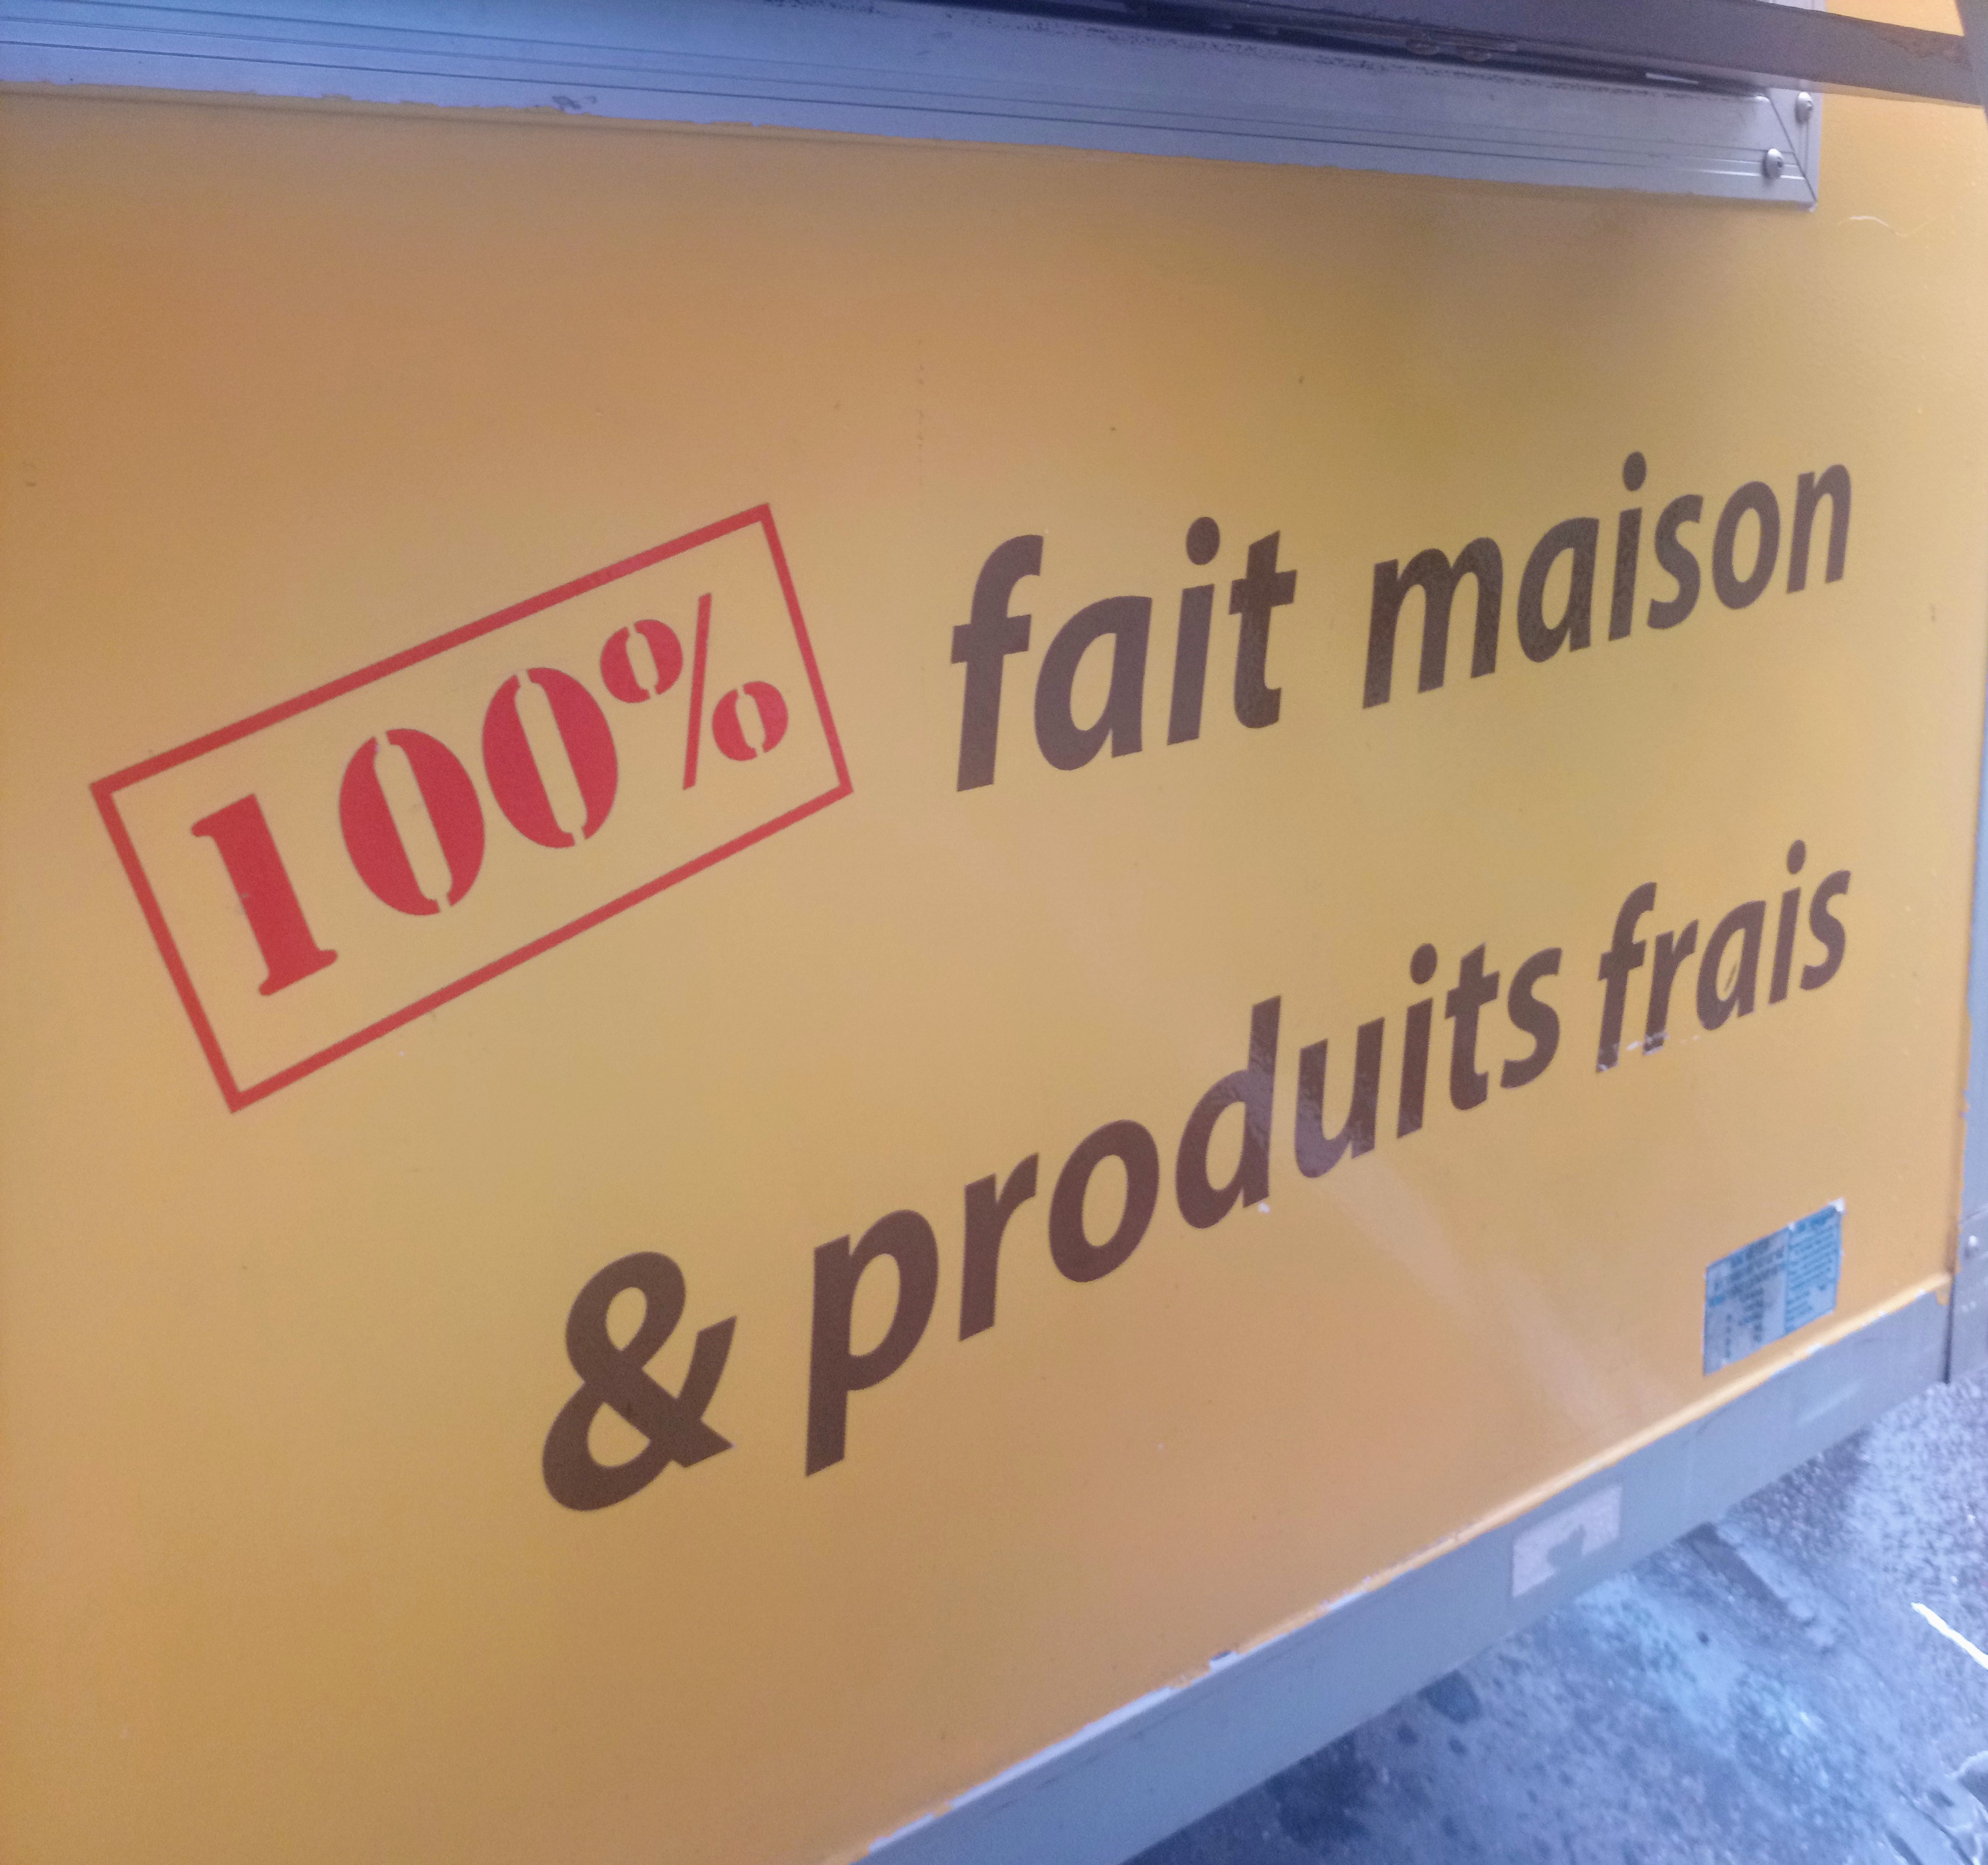 100% fait maison
& produits frais